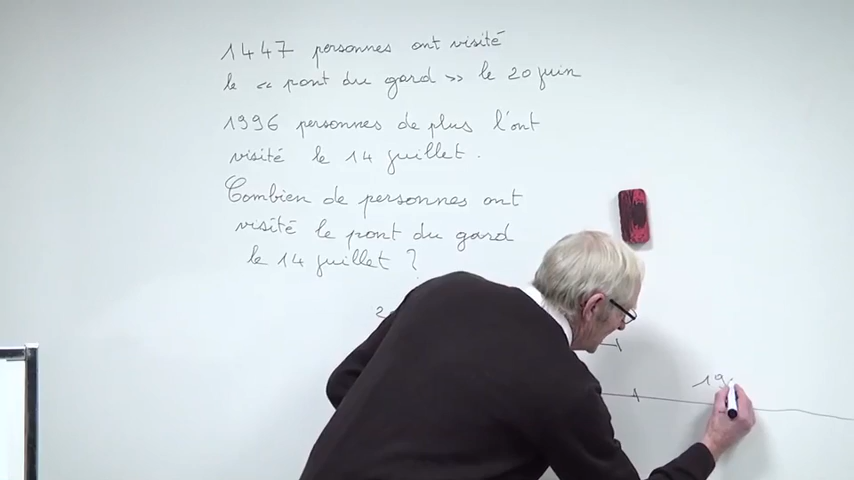 1447 personnes ont visité
le « pont du gard » le 20 juin
1996 personnes de plus l'ont
visité le 14 juillet.
Combien de personnes ont
visité le pont du gard
le 14 juillet ?